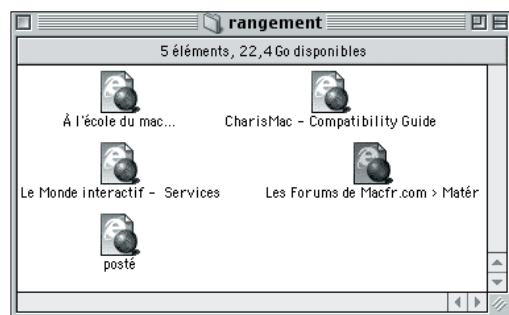 rangement
5 éléments, 22,4 Go disponibles
À l'école du mac...
CharisMac - Compatibility Guide
Le Monde interactif - Services
Les Forums de Macfr.com > Matér
posté